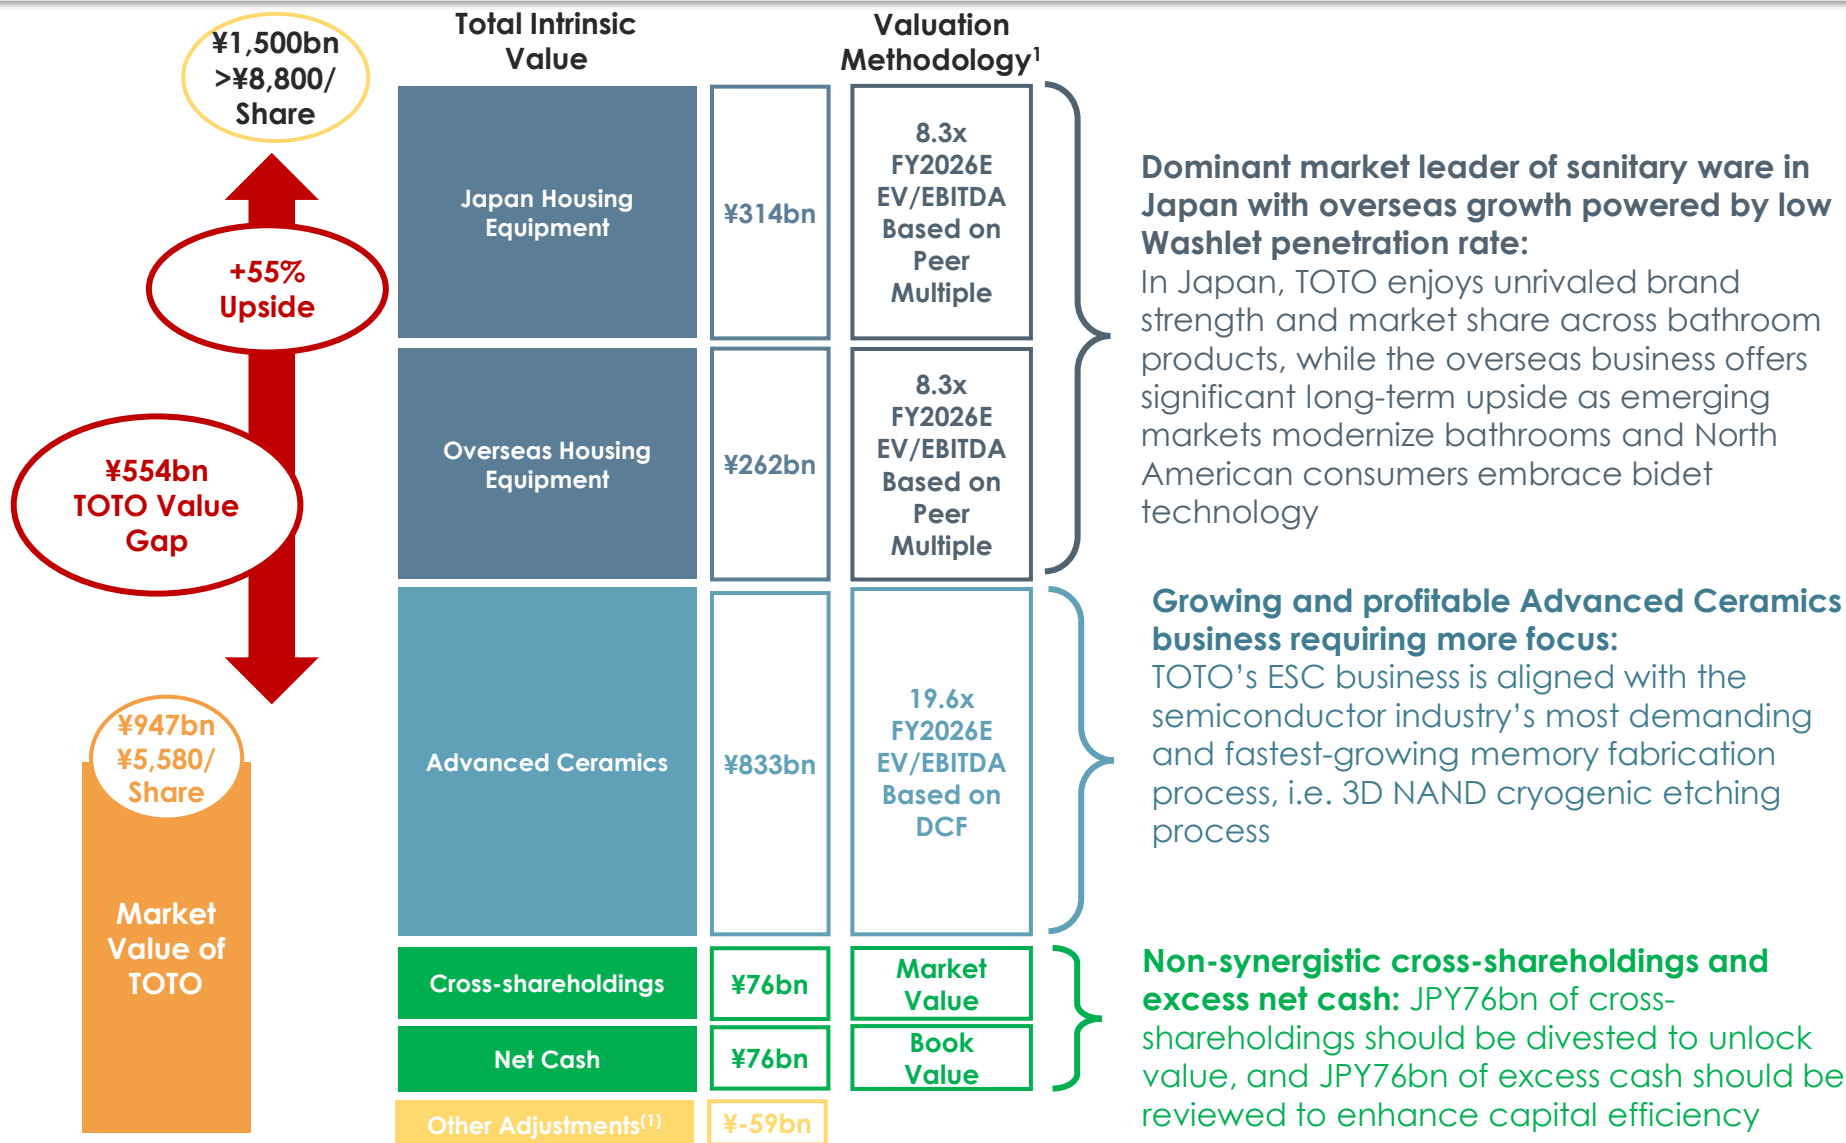 ¥1,500bn
>¥8,800/
Share
+55%
Upside
¥554bn
TOTO Value
Gap
¥947bn
¥5,580/
Share
Market
Value of
TOTO
Total Intrinsic
Value
Valuation
Methodology¹
Japan Housing
Equipment
¥314bn
8.3x
FY2026E
EV/EBITDA
Based on
Peer
Multiple
Overseas Housing
Equipment
¥262bn
8.3x
FY2026E
EV/EBITDA
Based on
Peer
Multiple
Advanced Ceramics
¥833bn
19.6x
FY2026E
EV/EBITDA
Based on
DCF
Cross-shareholdings
¥76bn
Market
Value
Net Cash
¥76bn
Book
Value
Other Adjustments⁽¹⁾
¥-59bn
Dominant market leader of sanitary ware in
Japan with overseas growth powered by low
Washlet penetration rate:
In Japan, TOTO enjoys unrivaled brand
strength and market share across bathroom
products, while the overseas business offers
significant long-term upside as emerging
markets modernize bathrooms and North
American consumers embrace bidet
technology
Growing and profitable Advanced Ceramics
business requiring more focus:
TOTO’s ESC business is aligned with the
semiconductor industry’s most demanding
and fastest-growing memory fabrication
process, i.e. 3D NAND cryogenic etching
process
Non-synergistic cross-shareholdings and
excess net cash: JPY76bn of cross-
shareholdings should be divested to unlock
value, and JPY76bn of excess cash should be
reviewed to enhance capital efficiency